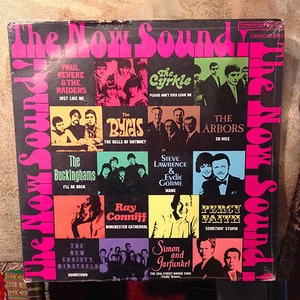 The Now Sound!
The Now Sound!
The Now Sound!
The Now Sound!
PAUL
REVERE &
THE
RAIDERS
JUST LIKE ME
The
Cyrkle
PLEASE DON'T EVER LEAVE ME
The
Byrds
THE BELLS OF RHYMNEY
THE
ARBORS
SO NICE
The
Buckinghams
I'LL BE BACK
STEVE
LAWRENCE
& EYDIE
GORME
MAME
Ray
Conniff
WINCHESTER CATHEDRAL
PERCY
FAITH
SOMETHIN' STUPID
THE
NEW
CHRISTY
MINSTRELS
DOWNTOWN
Simon
and
Garfunkel
THE 59th STREET BRIDGE SONG
(Feelin' Groovy)